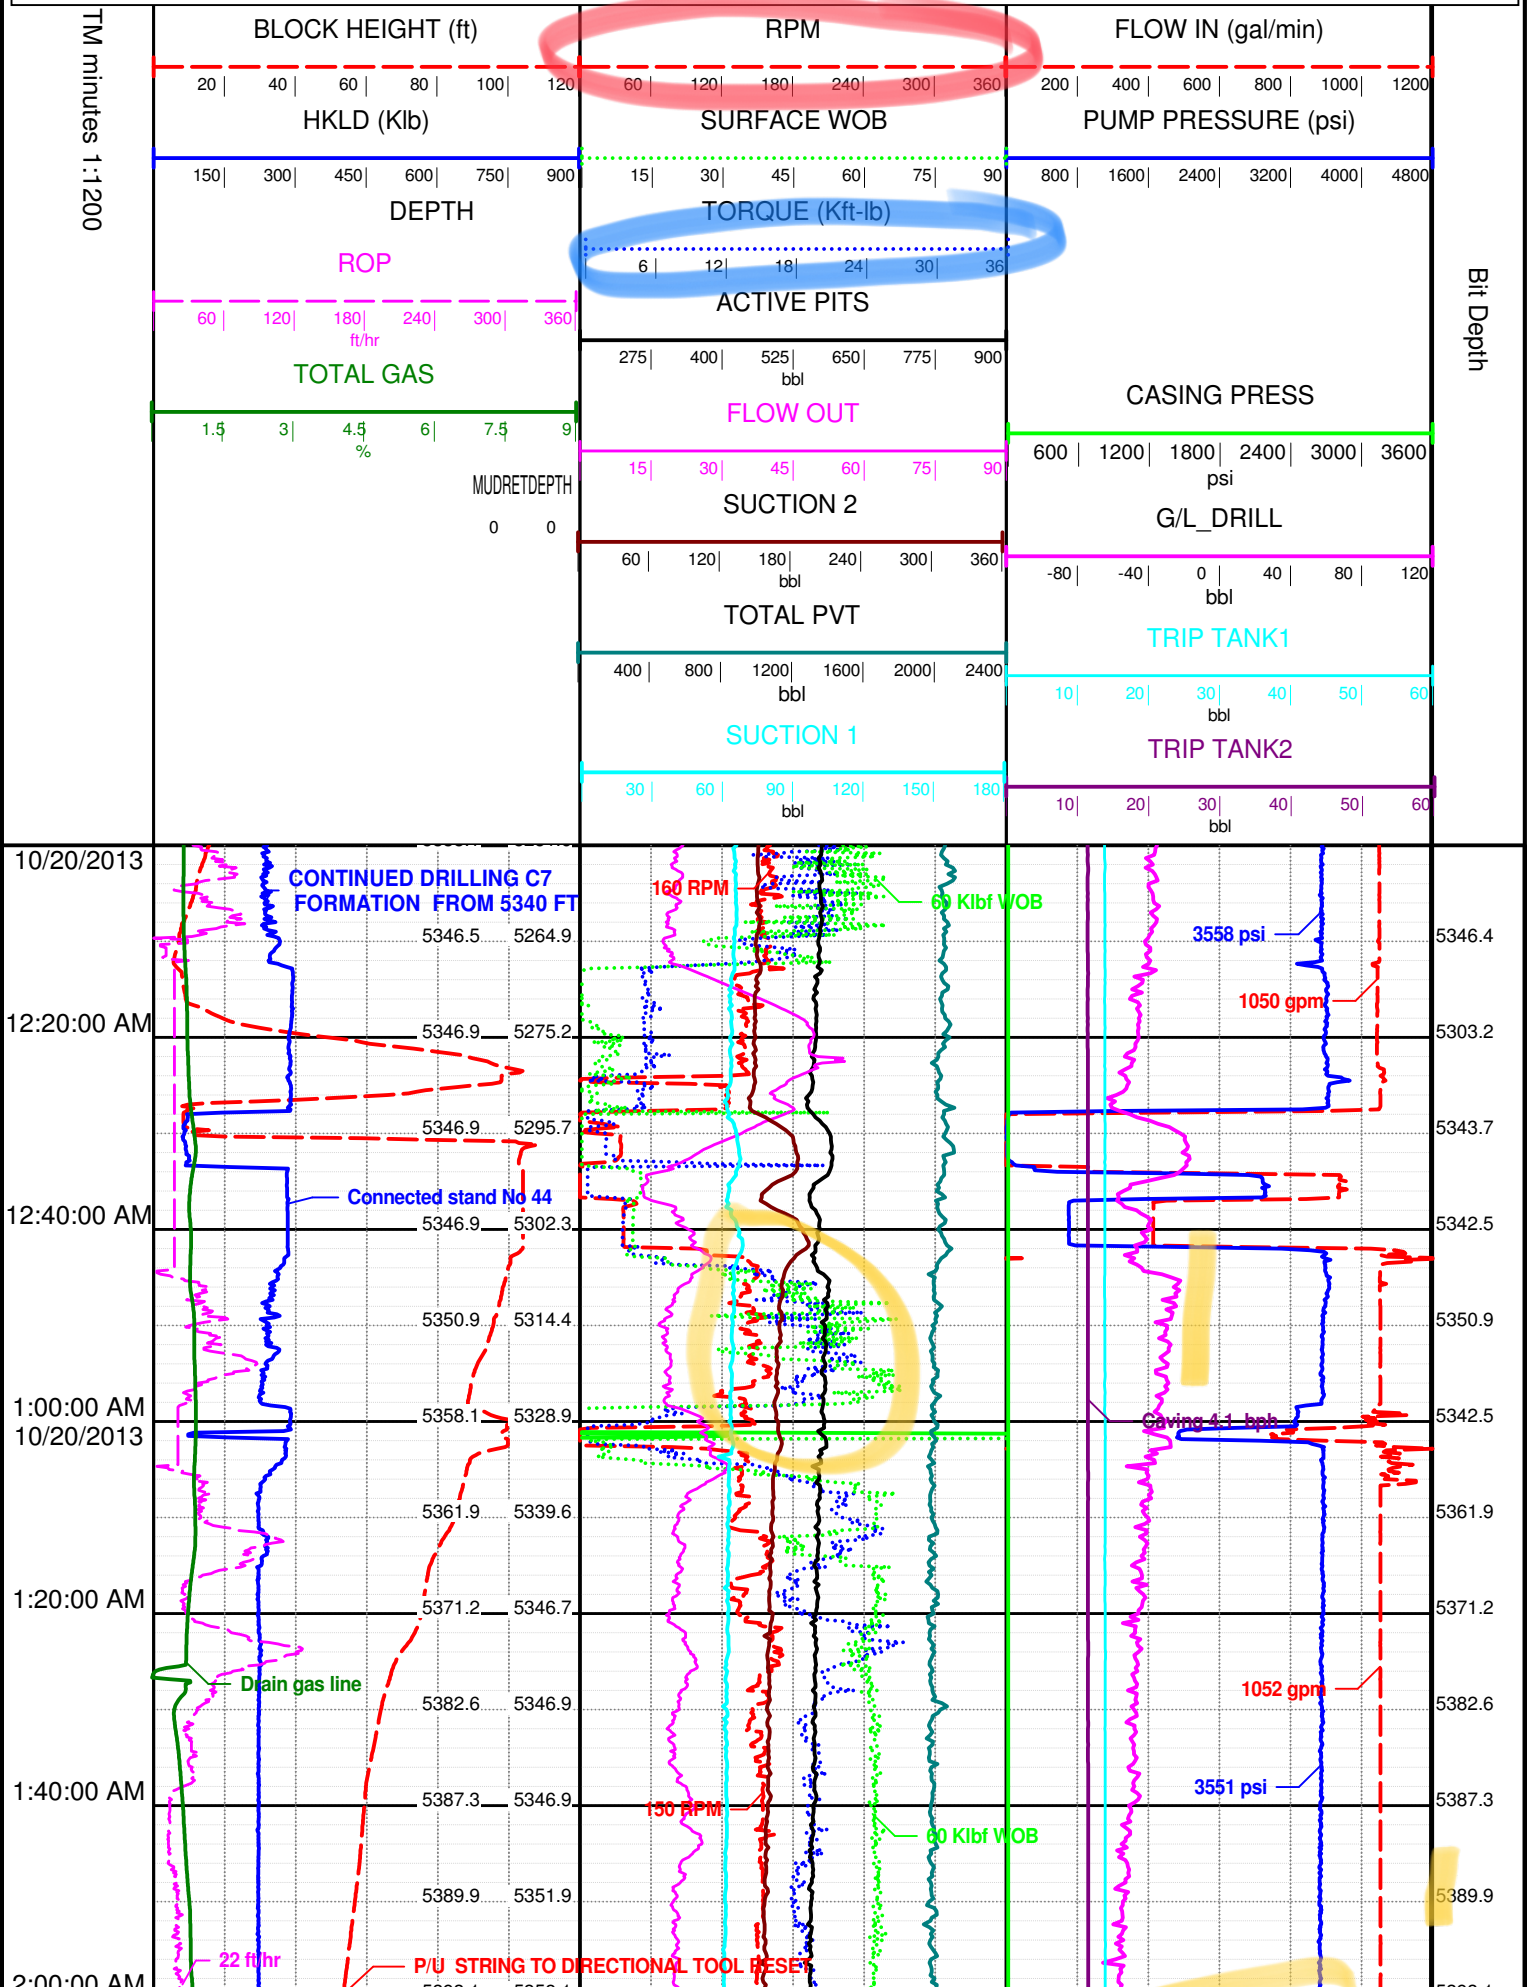 TM minutes 1:1200
BLOCK HEIGHT (ft)
20 40 60 80 100 120
HKLD (Klb)
150 300 450 600 750 900
DEPTH
ROP
60 120 180 240 300 360
ft/hr
TOTAL GAS
1.5 3 4.5 6 7.5 9
%
MUDRETDEPTH
0 0
RPM
60 120 180 240 300 360
SURFACE WOB
15 30 45 60 75 90
TORQUE (Kft-lb)
6 12 18 24 30 36
ACTIVE PITS
275 400 525 650 775 900
bbl
FLOW OUT
15 30 45 60 75 90
SUCTION 2
60 120 180 240 300 360
bbl
TOTAL PVT
400 800 1200 1600 2000 2400
bbl
SUCTION 1
30 60 90 120 150 180
bbl
FLOW IN (gal/min)
200 400 600 800 1000 1200
PUMP PRESSURE (psi)
800 1600 2400 3200 4000 4800
CASING PRESS
600 1200 1800 2400 3000 3600
psi
G/L_DRILL
-80 -40 0 40 80 120
bbl
TRIP TANK1
10 20 30 40 50 60
bbl
TRIP TANK2
10 20 30 40 50 60
bbl
Bit Depth
10/20/2013
CONTINUED DRILLING C7
FORMATION FROM 5340 FT
160 RPM
60 Klbf WOB
3558 psi
5346.5 5264.9 5346.4
1050 gpm
12:20:00 AM 5346.9 5275.2 5303.2
5346.9 5295.7 5343.7
Connected stand No 44
12:40:00 AM 5346.9 5302.3 5342.5
5350.9 5314.4 5350.9
1:00:00 AM 5358.1 5328.9 5342.5
10/20/2013
Caving 4.1 bph
5361.9 5339.6 5361.9
1:20:00 AM 5371.2 5346.7 5371.2
Drain gas line
1052 gpm
5382.6 5346.9 5382.6
3551 psi
1:40:00 AM 5387.3 5346.9 5387.3
150 RPM
60 Klbf WOB
5389.9 5351.9 5389.9
22 ft/hr
P/U STRING TO DIRECTIONAL TOOL RESET
2:00:00 AM